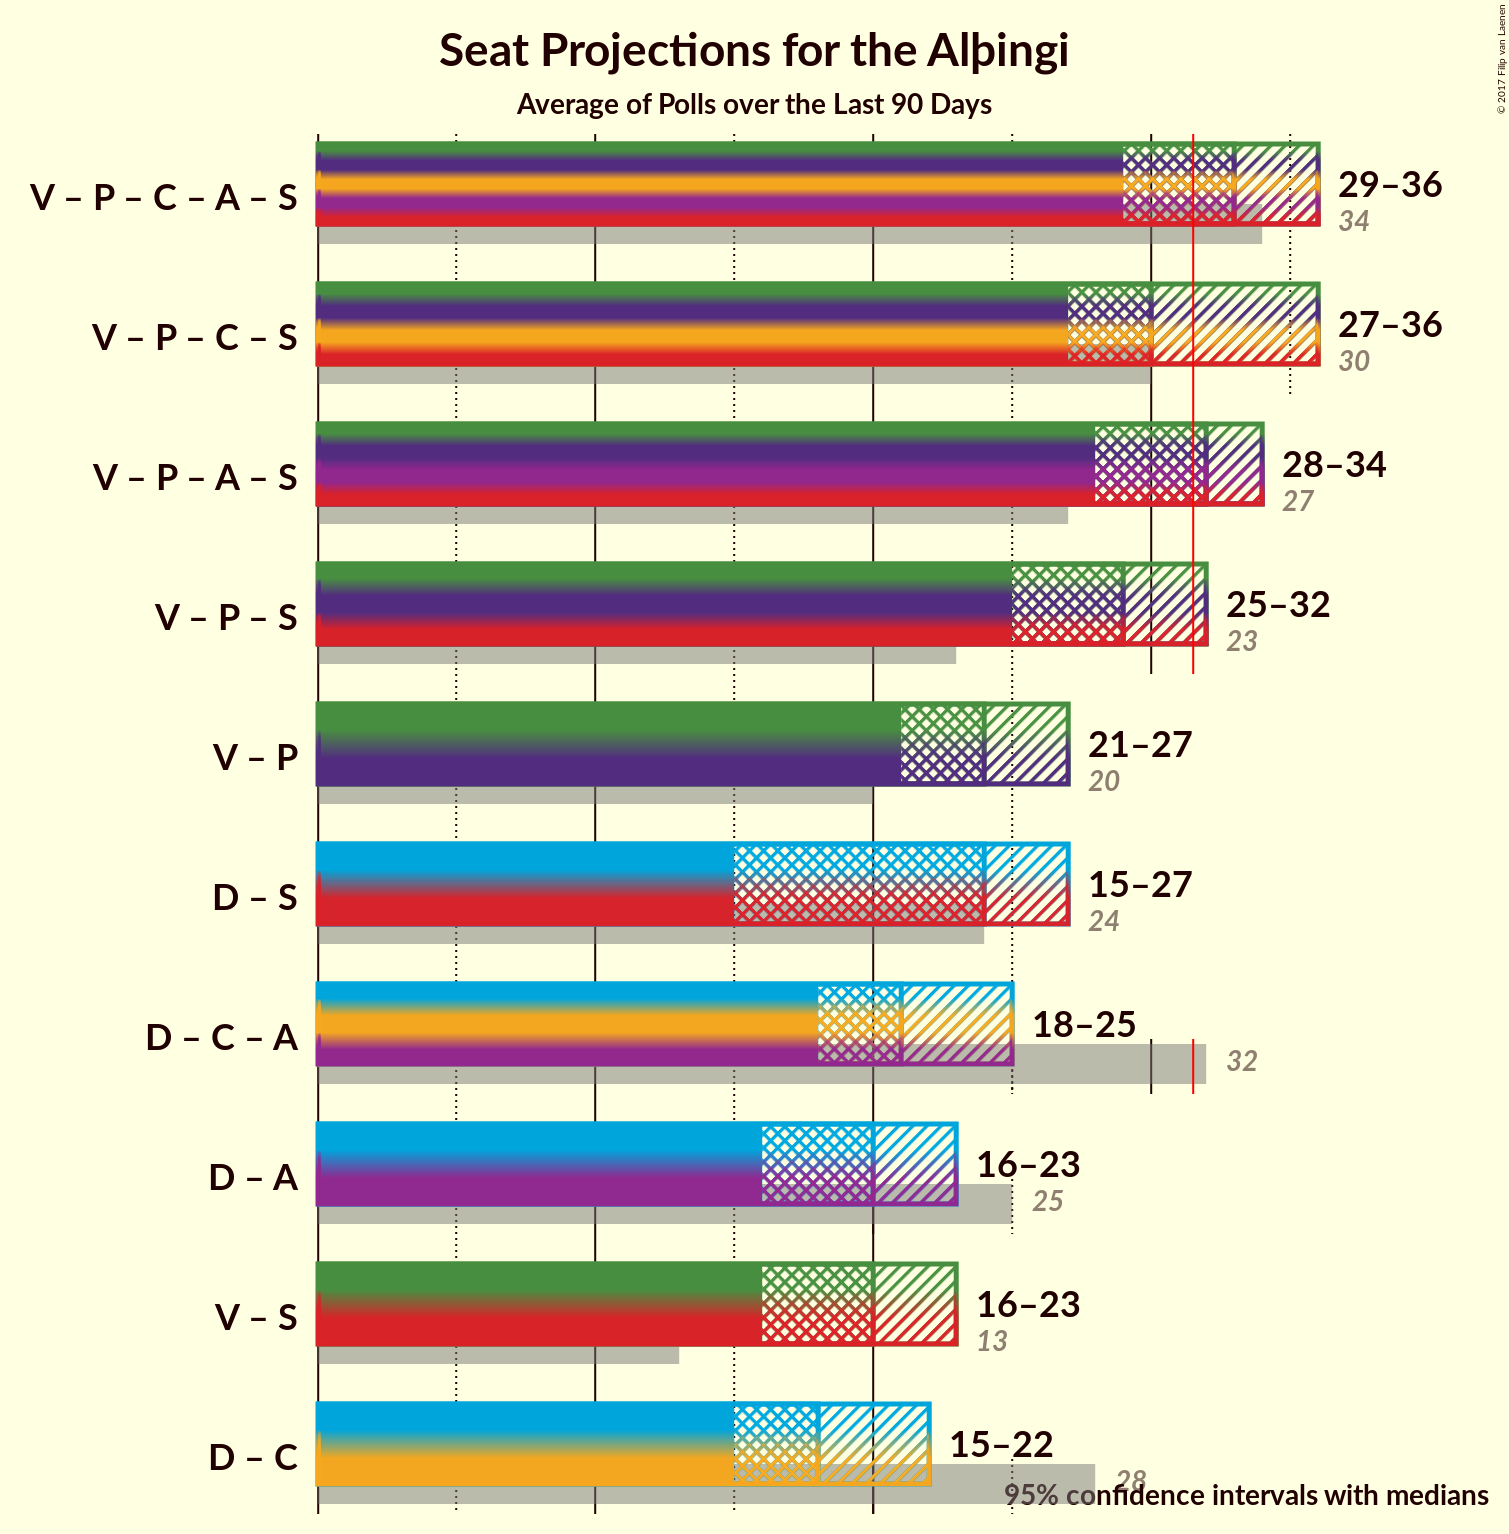 Seat Projections for the Alþingi
Average of Polls over the Last 90 Days
© 2017 Filip van Laenen
V – P – C – A – S
29–36
34
V – P – C – S
27–36
30
V – P – A – S
28–34
27
V – P – S
25–32
23
V – P
21–27
20
D – S
15–27
24
D – C – A
18–25
32
D – A
16–23
25
V – S
16–23
13
D – C
15–22
28
95% confidence intervals with medians